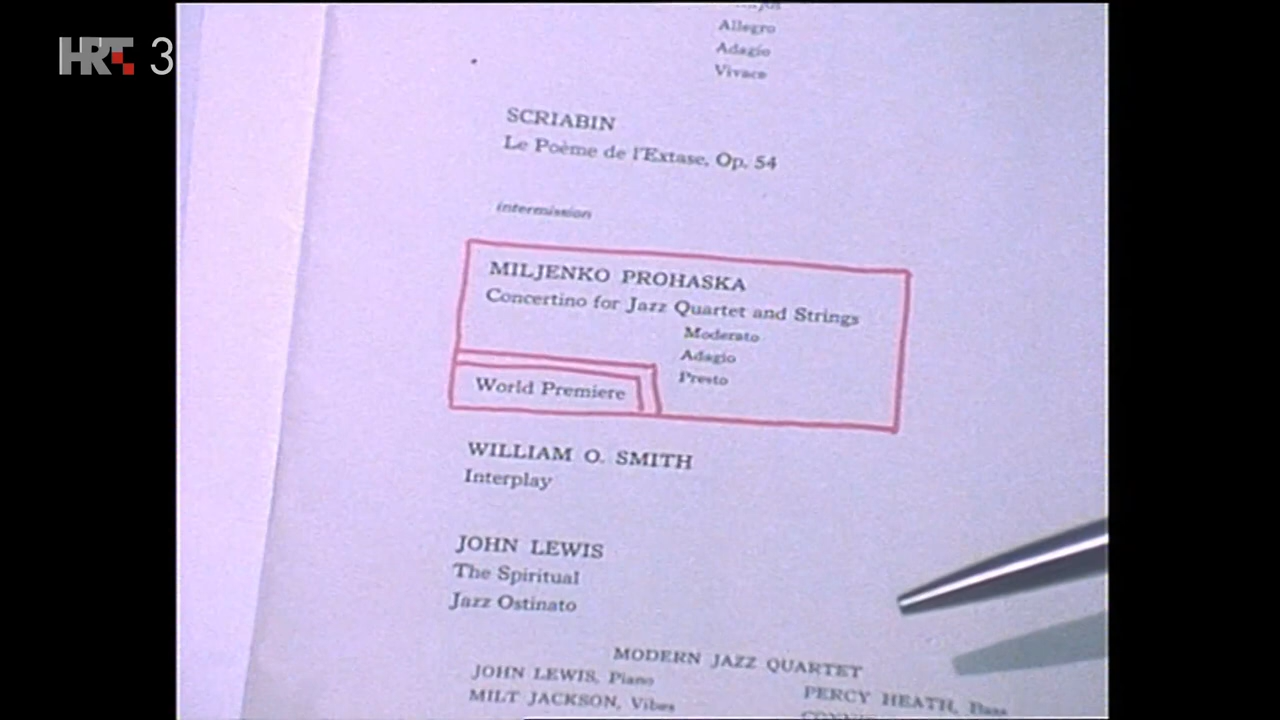 HRT 3
Allegro
Adagio
Vivace
SCRIABIN
Le Poème de l'Extase, Op. 54
intermission
MILJENKO PROHASKA
Concertino for Jazz Quartet and Strings
Moderato
Adagio
Presto
World Premiere
WILLIAM O. SMITH
Interplay
JOHN LEWIS
The Spiritual
Jazz Ostinato
MODERN JAZZ QUARTET
JOHN LEWIS, Piano
PERCY HEATH, Bass
MILT JACKSON, Vibes